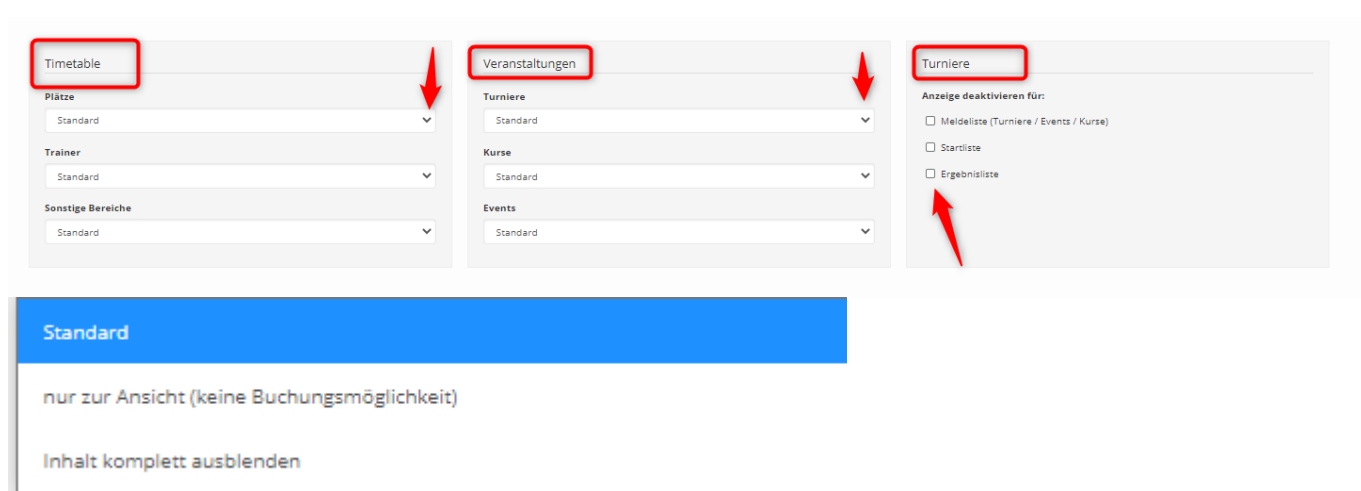 Timetable
Plätze
Standard
Trainer
Standard
Sonstige Bereiche
Standard
Veranstaltungen
Turniere
Standard
Kurse
Standard
Events
Standard
Turniere
Anzeige deaktivieren für:
Meldeliste (Turniere / Events / Kurse)
Startliste
Ergebnisliste
Standard
nur zur Ansicht (keine Buchungsmöglichkeit)
Inhalt komplett ausblenden